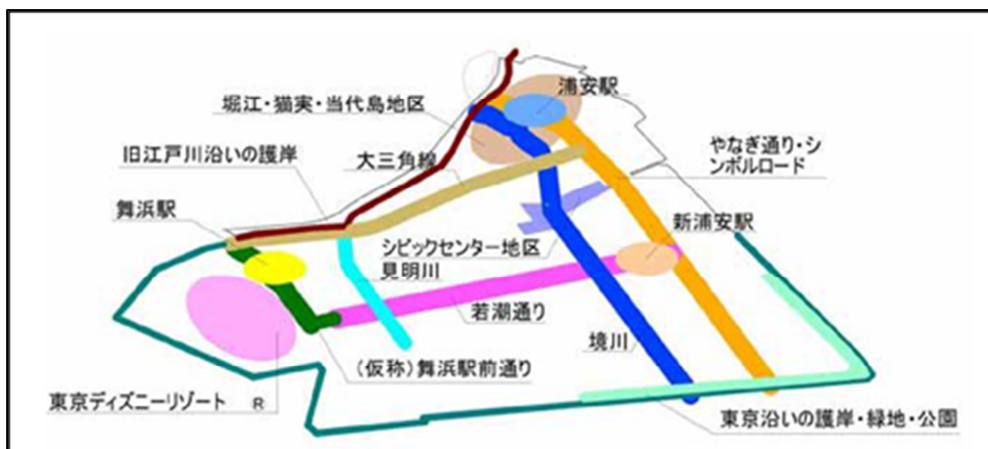 浦安駅
堀江・猫実・当代島地区
やなぎ通り・シ
ンボルロード
旧江戸川沿いの護岸
大三角線
舞浜駅
新浦安駅
シビックセンター地区
見明川
若潮通り
境川
(仮称)舞浜駅前通り
東京ディズニーリゾート R
東京沿いの護岸・緑地・公園